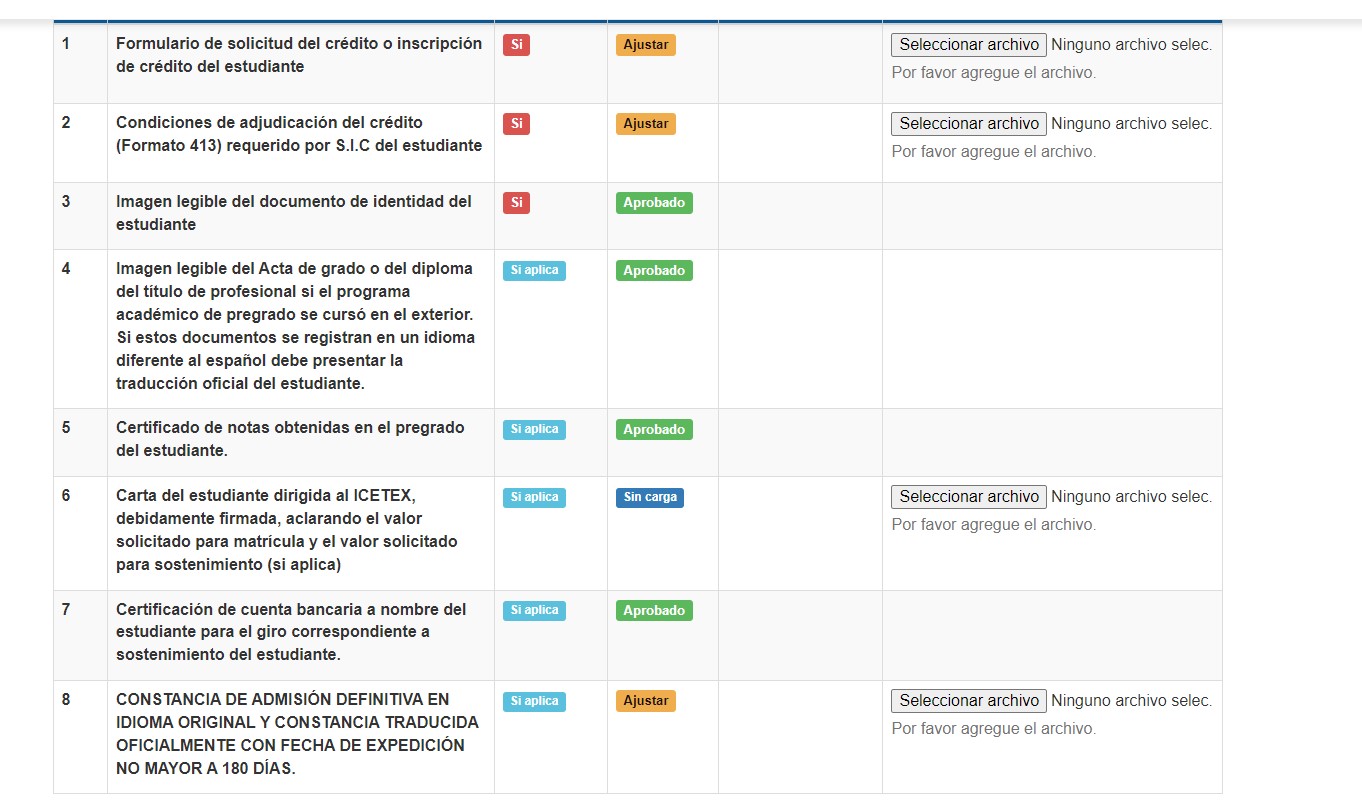 1
Formulario de solicitud del crédito o inscripción
de crédito del estudiante
Si
Ajustar
Seleccionar archivo Ninguno archivo selec.
Por favor agregue el archivo.
2
Condiciones de adjudicación del crédito
(Formato 413) requerido por S.I.C del estudiante
Si
Ajustar
Seleccionar archivo Ninguno archivo selec.
Por favor agregue el archivo.
3
Imagen legible del documento de identidad del
estudiante
Si
Aprobado
4
Imagen legible del Acta de grado o del diploma
del título de profesional si el programa
académico de pregrado se cursó en el exterior.
Si estos documentos se registran en un idioma
diferente al español debe presentar la
traducción oficial del estudiante.
Si aplica
Aprobado
5
Certificado de notas obtenidas en el pregrado
del estudiante.
Si aplica
Aprobado
6
Carta del estudiante dirigida al ICETEX,
debidamente firmada, aclarando el valor
solicitado para matrícula y el valor solicitado
para sostenimiento (si aplica)
Si aplica
Sin carga
Seleccionar archivo Ninguno archivo selec.
Por favor agregue el archivo.
7
Certificación de cuenta bancaria a nombre del
estudiante para el giro correspondiente a
sostenimiento del estudiante.
Si aplica
Aprobado
8
CONSTANCIA DE ADMISIÓN DEFINITIVA EN
IDIOMA ORIGINAL Y CONSTANCIA TRADUCIDA
OFICIALMENTE CON FECHA DE EXPEDICIÓN
NO MAYOR A 180 DÍAS.
Si aplica
Ajustar
Seleccionar archivo Ninguno archivo selec.
Por favor agregue el archivo.